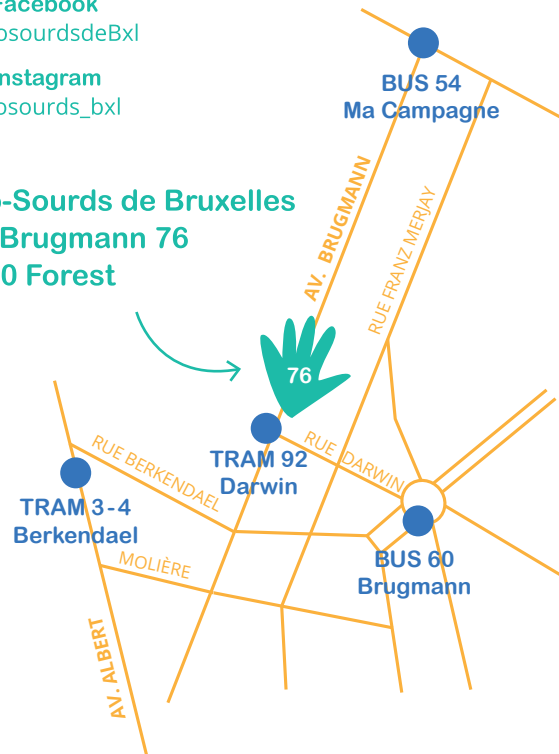 Facebook
osourdsdeBxl
nstagram
osourds_bxl
BUS 54
Ma Campagne
o-Sourds de Bruxelles
Brugmann 76
0 Forest
AV. BRUGMANN
RUE FRANZ MERJAY
76
RUE BERKENDAEL
RUE DARWIN
TRAM 92
Darwin
TRAM 3-4
Berkendael
MOLIÈRE
BUS 60
Brugmann
AV. ALBERT